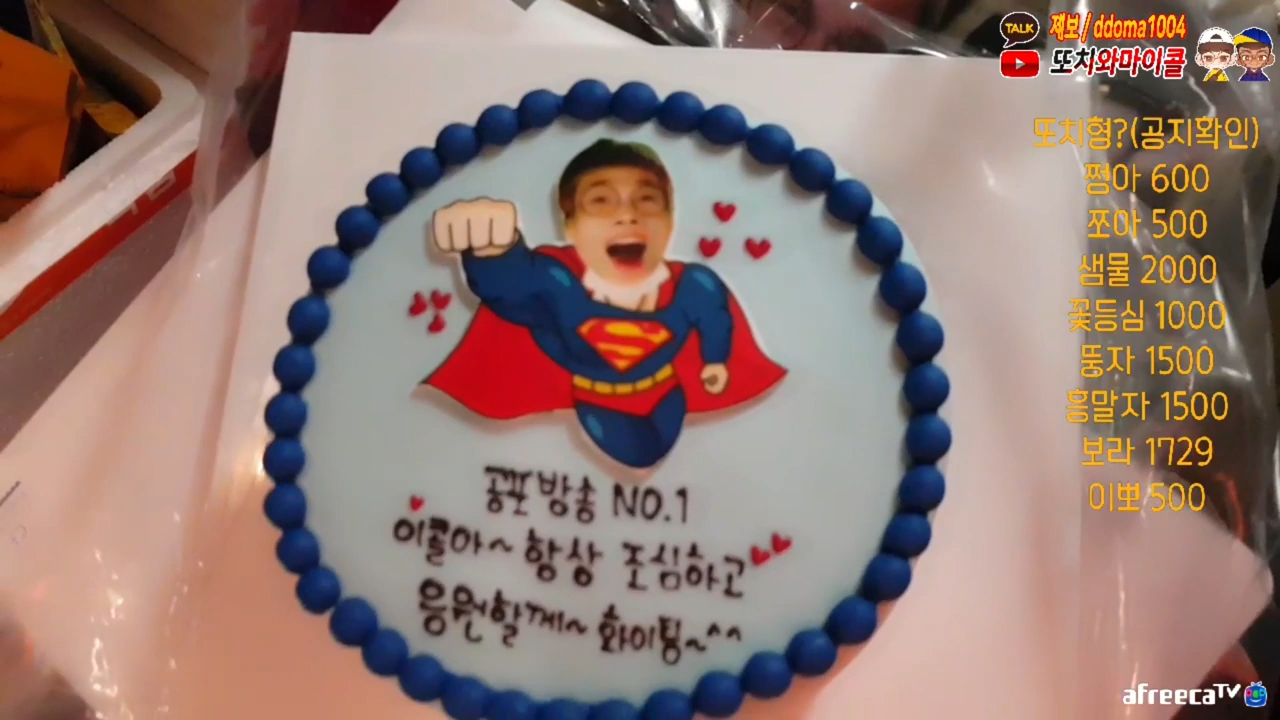 TALK 제보 / ddoma1004
또치와마이콜
또치형?(공지확인)
쩡아 600
쪼아 500
샘물 2000
꽃등심 1000
뚱자 1500
흥말자 1500
보라 1729
이뽀 500
공포방송 NO.1
이콜아~ 항상 조심하고
응원할께~ 화이팅~^^
afreecaTV